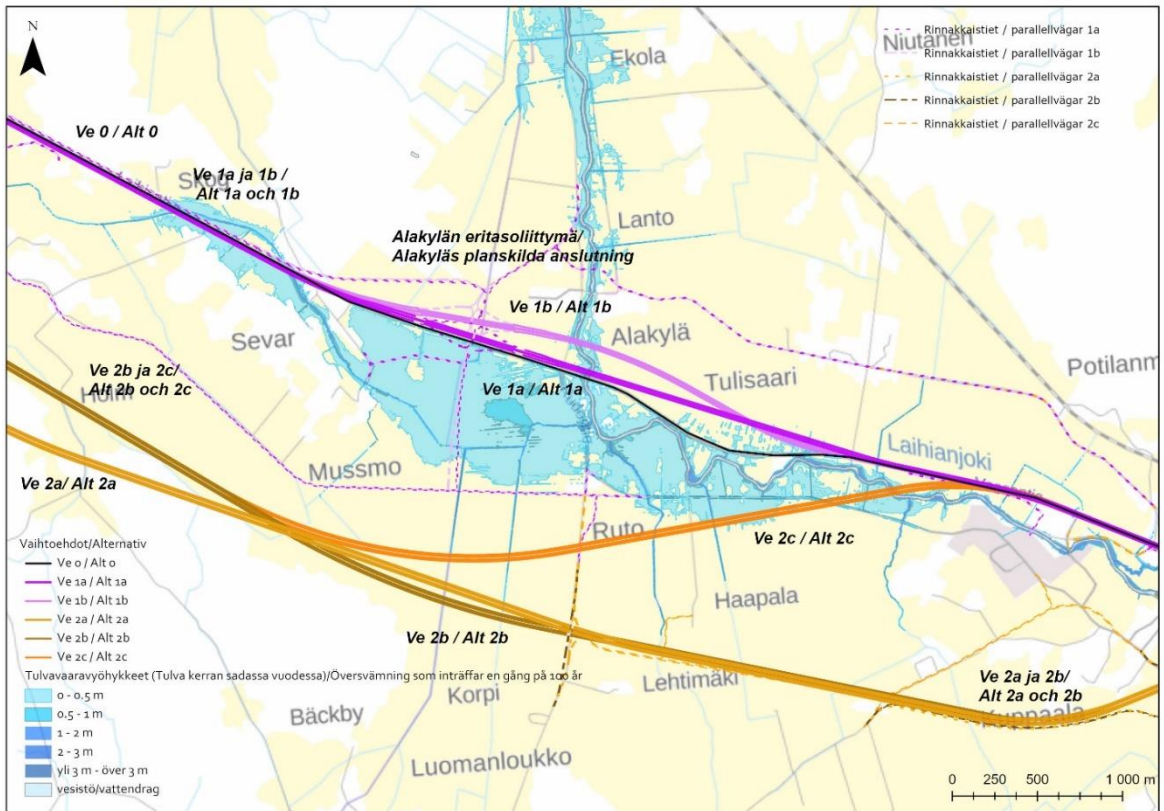 N
Ekola
Niutanen
Rinnakkaistiet / parallellvägar 1a
Rinnakkaistiet / parallellvägar 1b
Rinnakkaistiet / parallellvägar 2a
Rinnakkaistiet / parallellvägar 2b
Rinnakkaistiet / parallellvägar 2c
Ve 0 / Alt 0
Skog
Ve 1a ja 1b /
Alt 1a och 1b
Lanto
Alakylän eritasoliittymä/
Alakyläs planskilda anslutning
Ve 1b / Alt 1b
Alakylä
Sevar
Tulisaari
Potilanm
Ve 2b ja 2c/
Alt 2b och 2c
Holm
Ve 1a / Alt 1a
Laihianjoki
Mussmo
Ve 2a/ Alt 2a
Ruto
Ve 2c / Alt 2c
Haapala
Ve 2b / Alt 2b
Lehtimäki
Ve 2a ja 2b/
Alt 2a och 2b
Kuppaala
Korpi
Bäckby
Luomanloukko
Vaihtoehdot/Alternativ
Ve 0 / Alt 0
Ve 1a / Alt 1a
Ve 1b / Alt 1b
Ve 2a / Alt 2a
Ve 2b / Alt 2b
Ve 2c / Alt 2c
Tulvavaaravyöhykkeet (Tulva kerran sadassa vuodessa)/Översvämning som inträffar en gång på 100 år
0 - 0.5 m
0.5 - 1 m
1 - 2 m
2 - 3 m
yli 3 m - över 3 m
vesistö/vattendrag
0 250 500 1 000 m